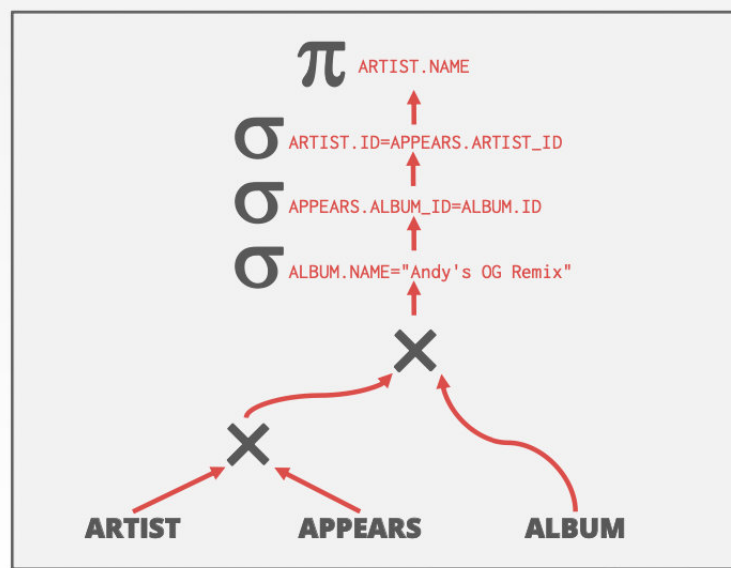 π ARTIST.NAME
σ ARTIST.ID=APPEARS.ARTIST_ID
σ APPEARS.ALBUM_ID=ALBUM.ID
σ ALBUM.NAME="Andy's OG Remix"
×
×
ARTIST APPEARS ALBUM